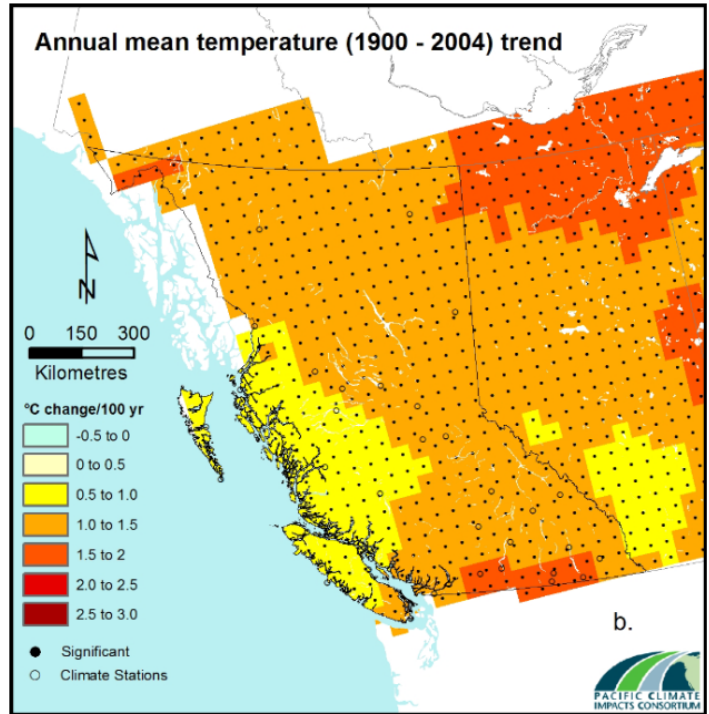 Annual mean temperature (1900 - 2004) trend
N
0 150 300
Kilometres
°C change/100 yr
-0.5 to 0
0 to 0.5
0.5 to 1.0
1.0 to 1.5
1.5 to 2
2.0 to 2.5
2.5 to 3.0
Significant
Climate Stations
b.
PACIFIC CLIMATE
IMPACTS CONSORTIUM